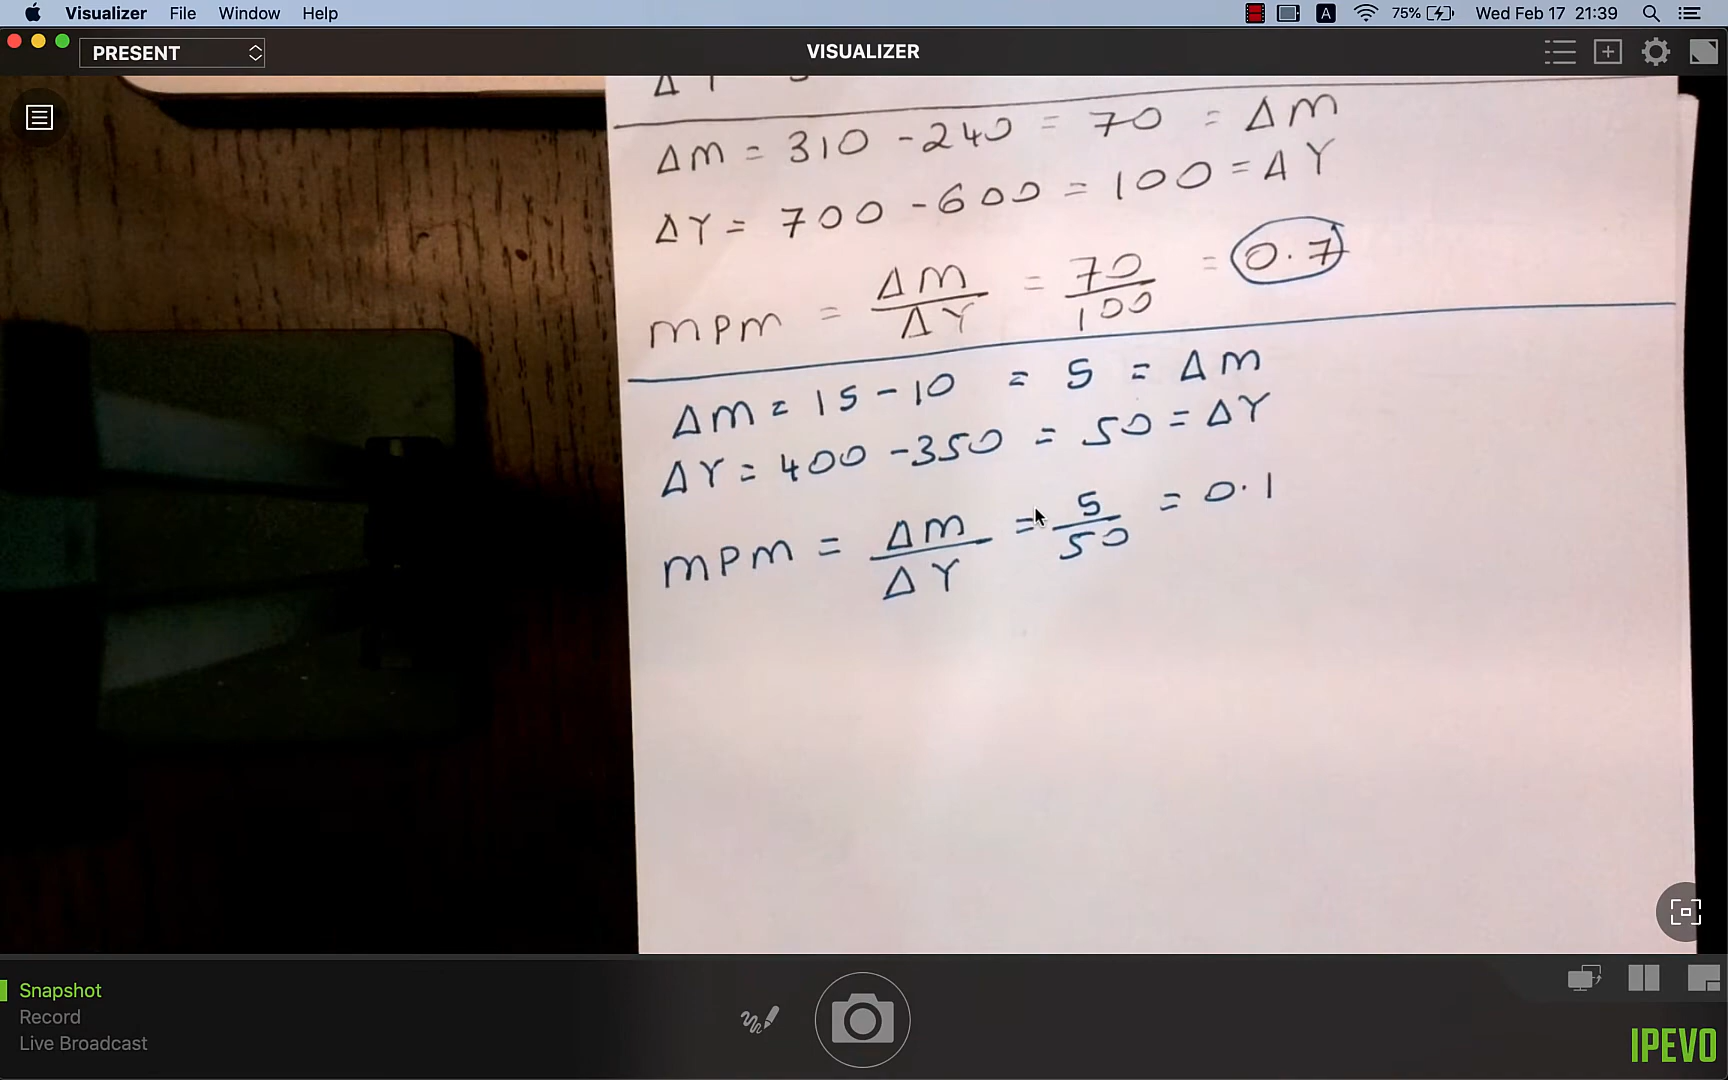 Visualizer File Window Help 75% Wed Feb 17 21:39
PRESENT VISUALIZER
ΔM = 310 - 240 = 70 = ΔM
ΔY = 700 - 600 = 100 = ΔY
MPM = ΔM/ΔY = 70/100 = 0.7
ΔM = 15 - 10 = 5 = ΔM
ΔY = 400 - 350 = 50 = ΔY
MPM = ΔM/ΔY = 5/50 = 0.1
Snapshot
Record
Live Broadcast
IPEVO